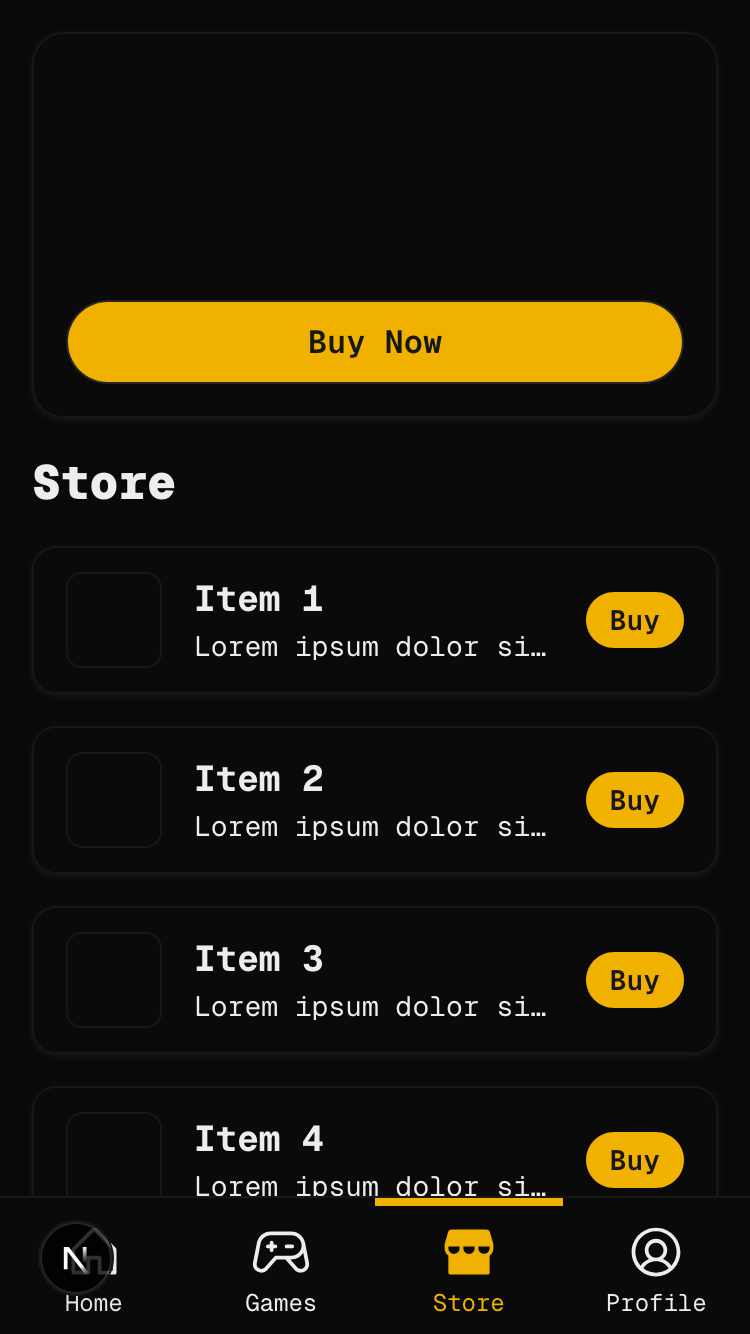 Buy Now
Store
Item 1
Lorem ipsum dolor si…
Buy
Item 2
Lorem ipsum dolor si…
Buy
Item 3
Lorem ipsum dolor si…
Buy
Item 4
Lorem ipsum dolor si…
Buy
N
Home
Games
Store
Profile